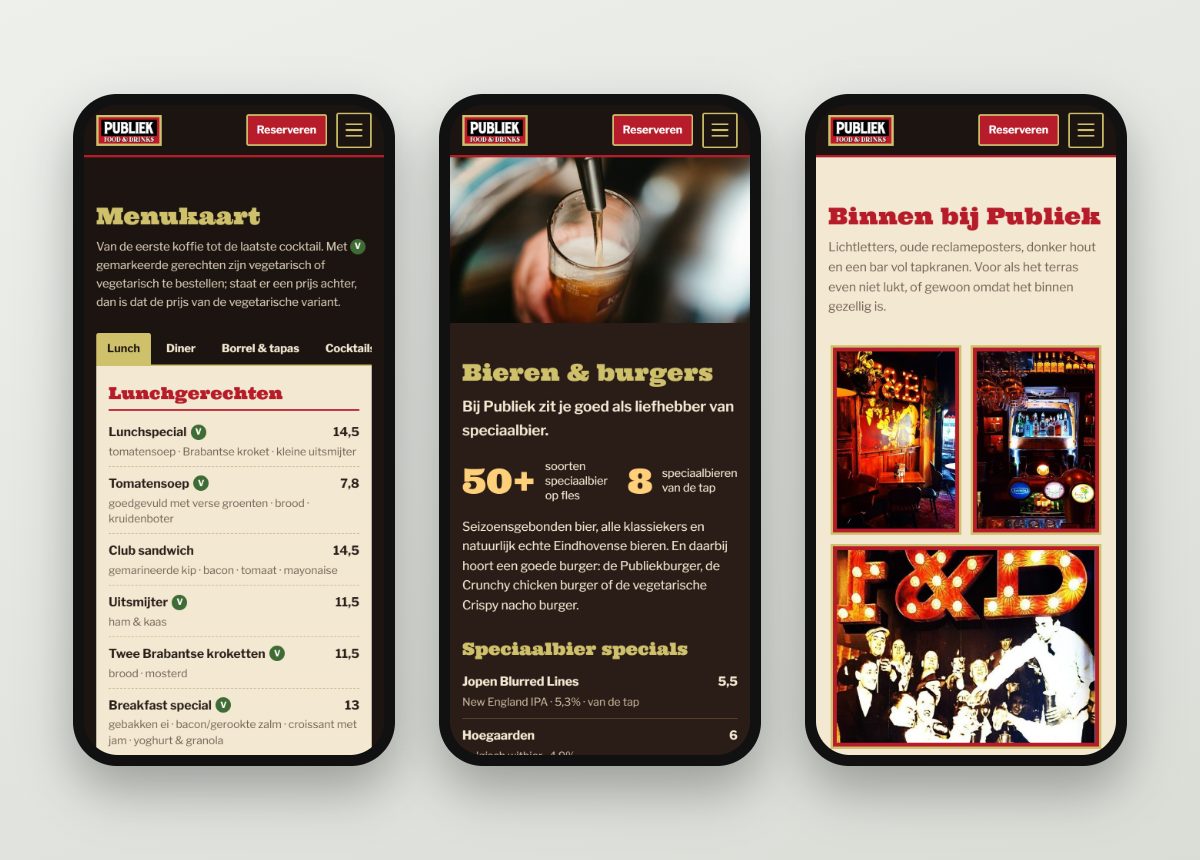 PUBLIEK
FOOD & DRINKS
Reserveren
Menukaart
Van de eerste koffie tot de laatste cocktail. Met V
gemarkeerde gerechten zijn vegetarisch of
vegetarisch te bestellen; staat er een prijs achter,
dan is dat de prijs van de vegetarische variant.
Lunch Diner Borrel & tapas Cocktails
Lunchgerechten
Lunchspecial V 14,5
tomatensoep · Brabantse kroket · kleine uitsmijter
Tomatensoep V 7,8
goedgevuld met verse groenten · brood ·
kruidenboter
Club sandwich 14,5
gemarineerde kip · bacon · tomaat · mayonaise
Uitsmijter V 11,5
ham & kaas
Twee Brabantse kroketten V 11,5
brood · mosterd
Breakfast special V 13
gebakken ei · bacon/gerookte zalm · croissant met
jam · yoghurt & granola
PUBLIEK
FOOD & DRINKS
Reserveren
Bieren & burgers
Bij Publiek zit je goed als liefhebber van
speciaalbier.
50+ soorten
speciaalbier
op fles
8 speciaalbieren
van de tap
Seizoensgebonden bier, alle klassiekers en
natuurlijk echte Eindhovense bieren. En daarbij
hoort een goede burger: de Publiekburger, de
Crunchy chicken burger of de vegetarische
Crispy nacho burger.
Speciaalbier specials
Jopen Blurred Lines 5,5
New England IPA · 5,3% · van de tap
Hoegaarden 6
PUBLIEK
FOOD & DRINKS
Reserveren
Binnen bij Publiek
Lichtletters, oude reclameposters, donker hout
en een bar vol tapkranen. Voor als het terras
even niet lukt, of gewoon omdat het binnen
gezellig is.
F&D